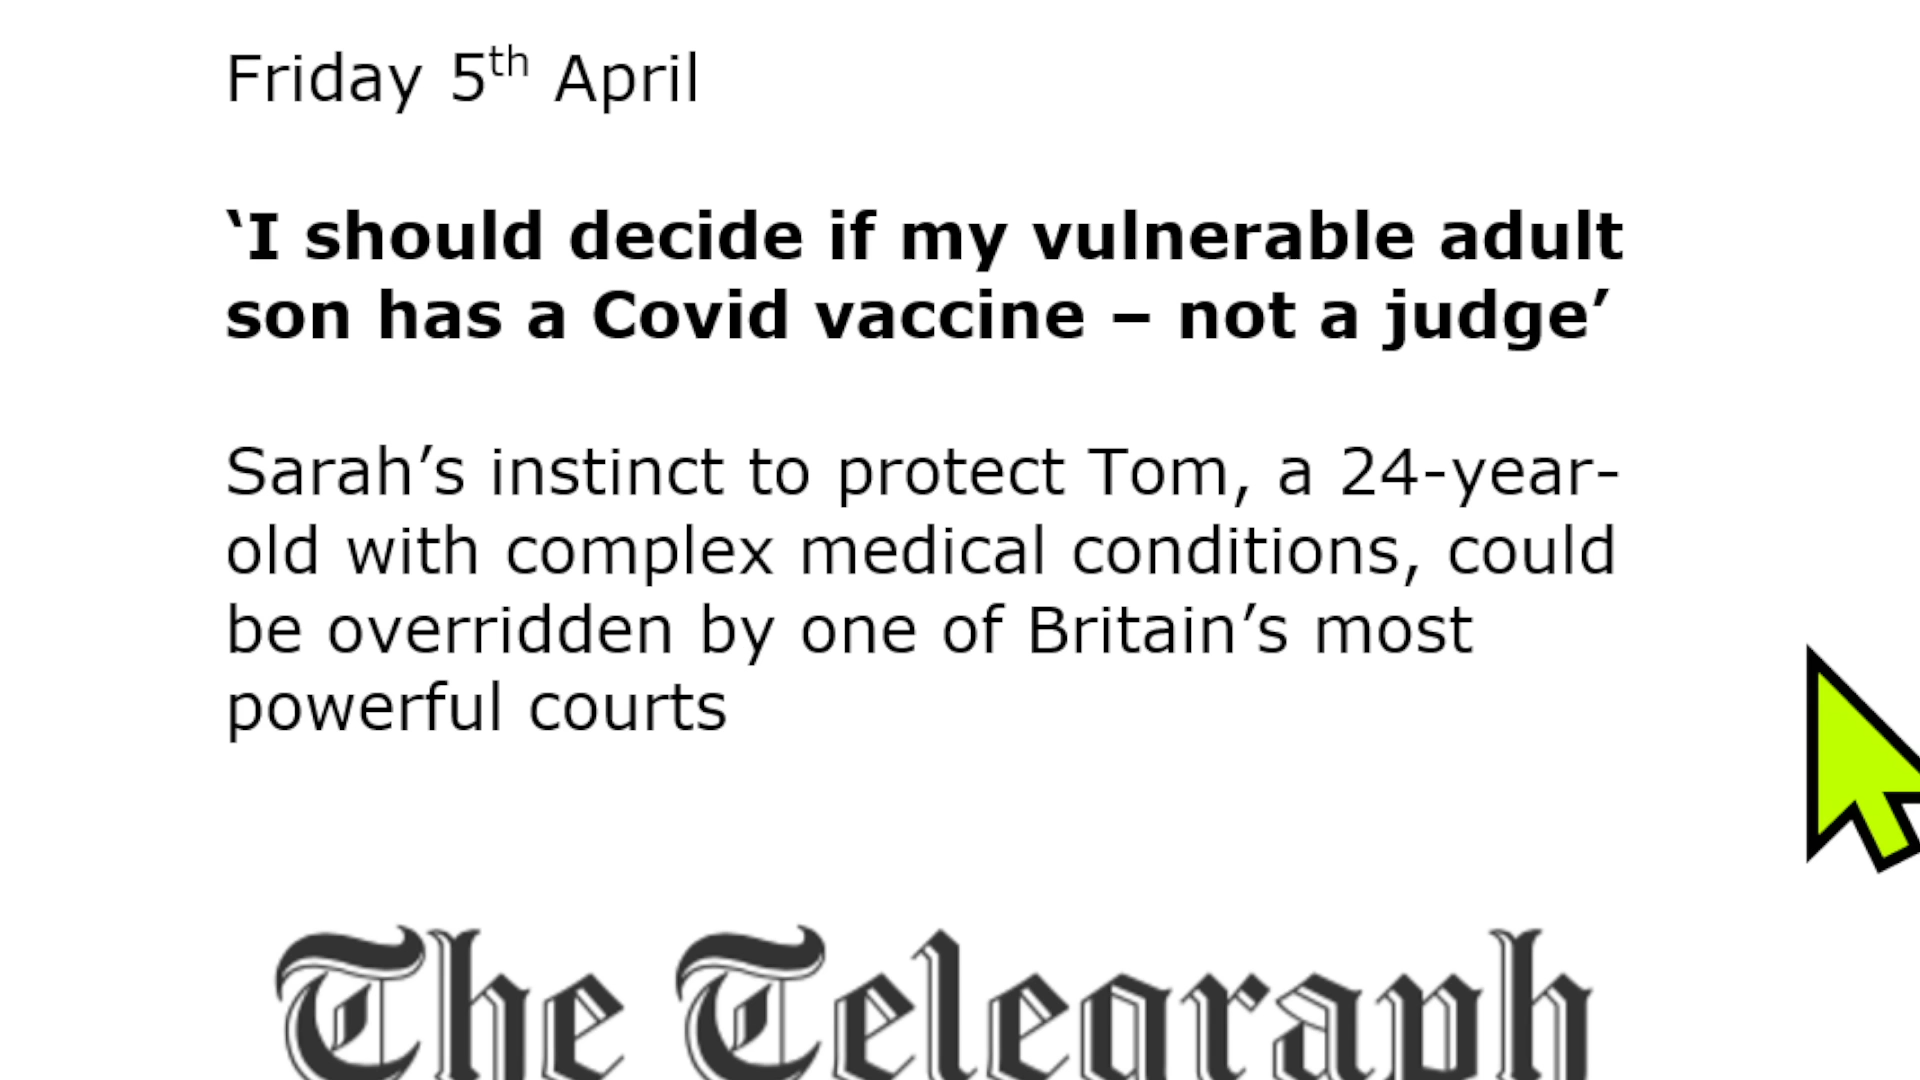 Friday 5th April
‘I should decide if my vulnerable adult
son has a Covid vaccine – not a judge’
Sarah’s instinct to protect Tom, a 24-year-
old with complex medical conditions, could
be overridden by one of Britain’s most
powerful courts
The Telegraph